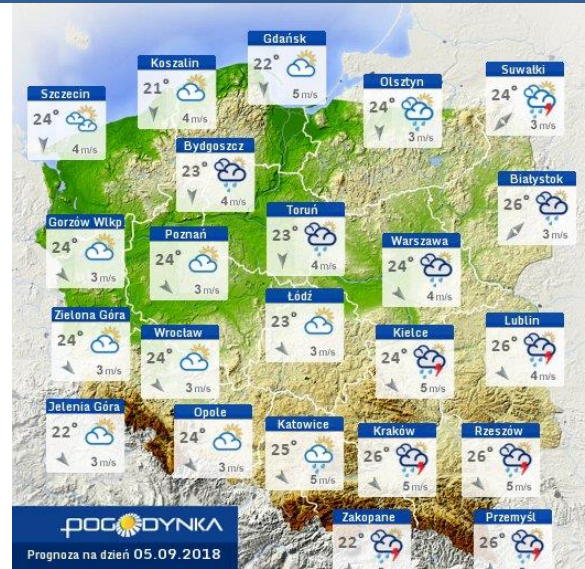 Gdańsk
22°
5 m/s
Koszalin
21°
4 m/s
Suwałki
24°
3 m/s
Olsztyn
24°
3 m/s
Szczecin
24°
4 m/s
Bydgoszcz
23°
4 m/s
Białystok
26°
3 m/s
Toruń
23°
4 m/s
Gorzów Wlkp
24°
3 m/s
Poznań
24°
3 m/s
Warszawa
24°
4 m/s
Łódź
23°
3 m/s
Zielona Góra
24°
3 m/s
Wrocław
24°
3 m/s
Kielce
24°
5 m/s
Lublin
26°
4 m/s
Jelenia Góra
22°
3 m/s
Opole
24°
3 m/s
Katowice
25°
5 m/s
Kraków
26°
5 m/s
Rzeszów
26°
5 m/s
Zakopane
22°
Przemyśl
26°
POGODYNKA
Prognoza na dzień 05.09.2018